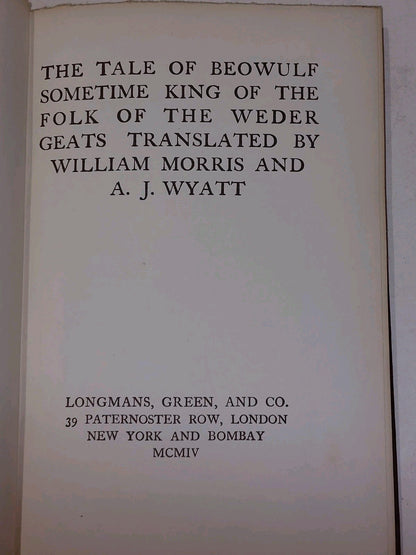 THE TALE OF BEOWULF
SOMETIME KING OF THE
FOLK OF THE WEDER
GEATS TRANSLATED BY
WILLIAM MORRIS AND
A. J. WYATT
LONGMANS, GREEN, AND CO.
39 PATERNOSTER ROW, LONDON
NEW YORK AND BOMBAY
MCMIV